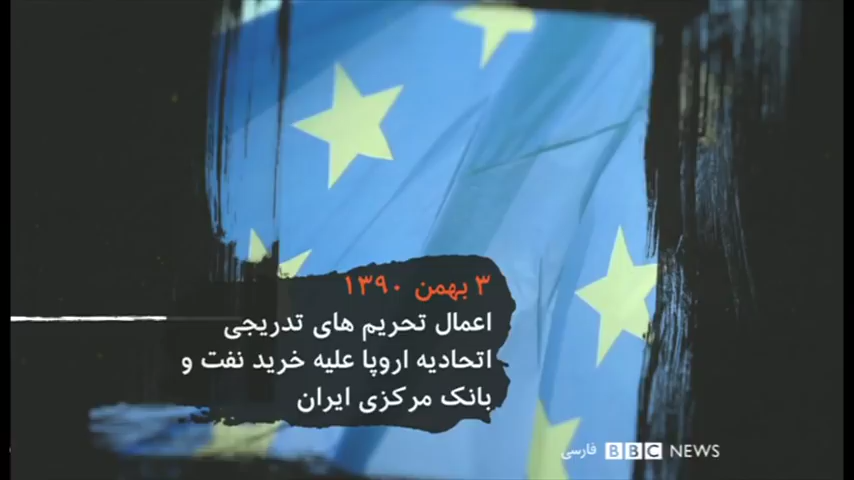 ۳ بهمن ۱۳۹۰
اعمال تحریم های تدریجی
اتحادیه اروپا علیه خرید نفت و
بانک مرکزی ایران
BBC NEWS فارسی